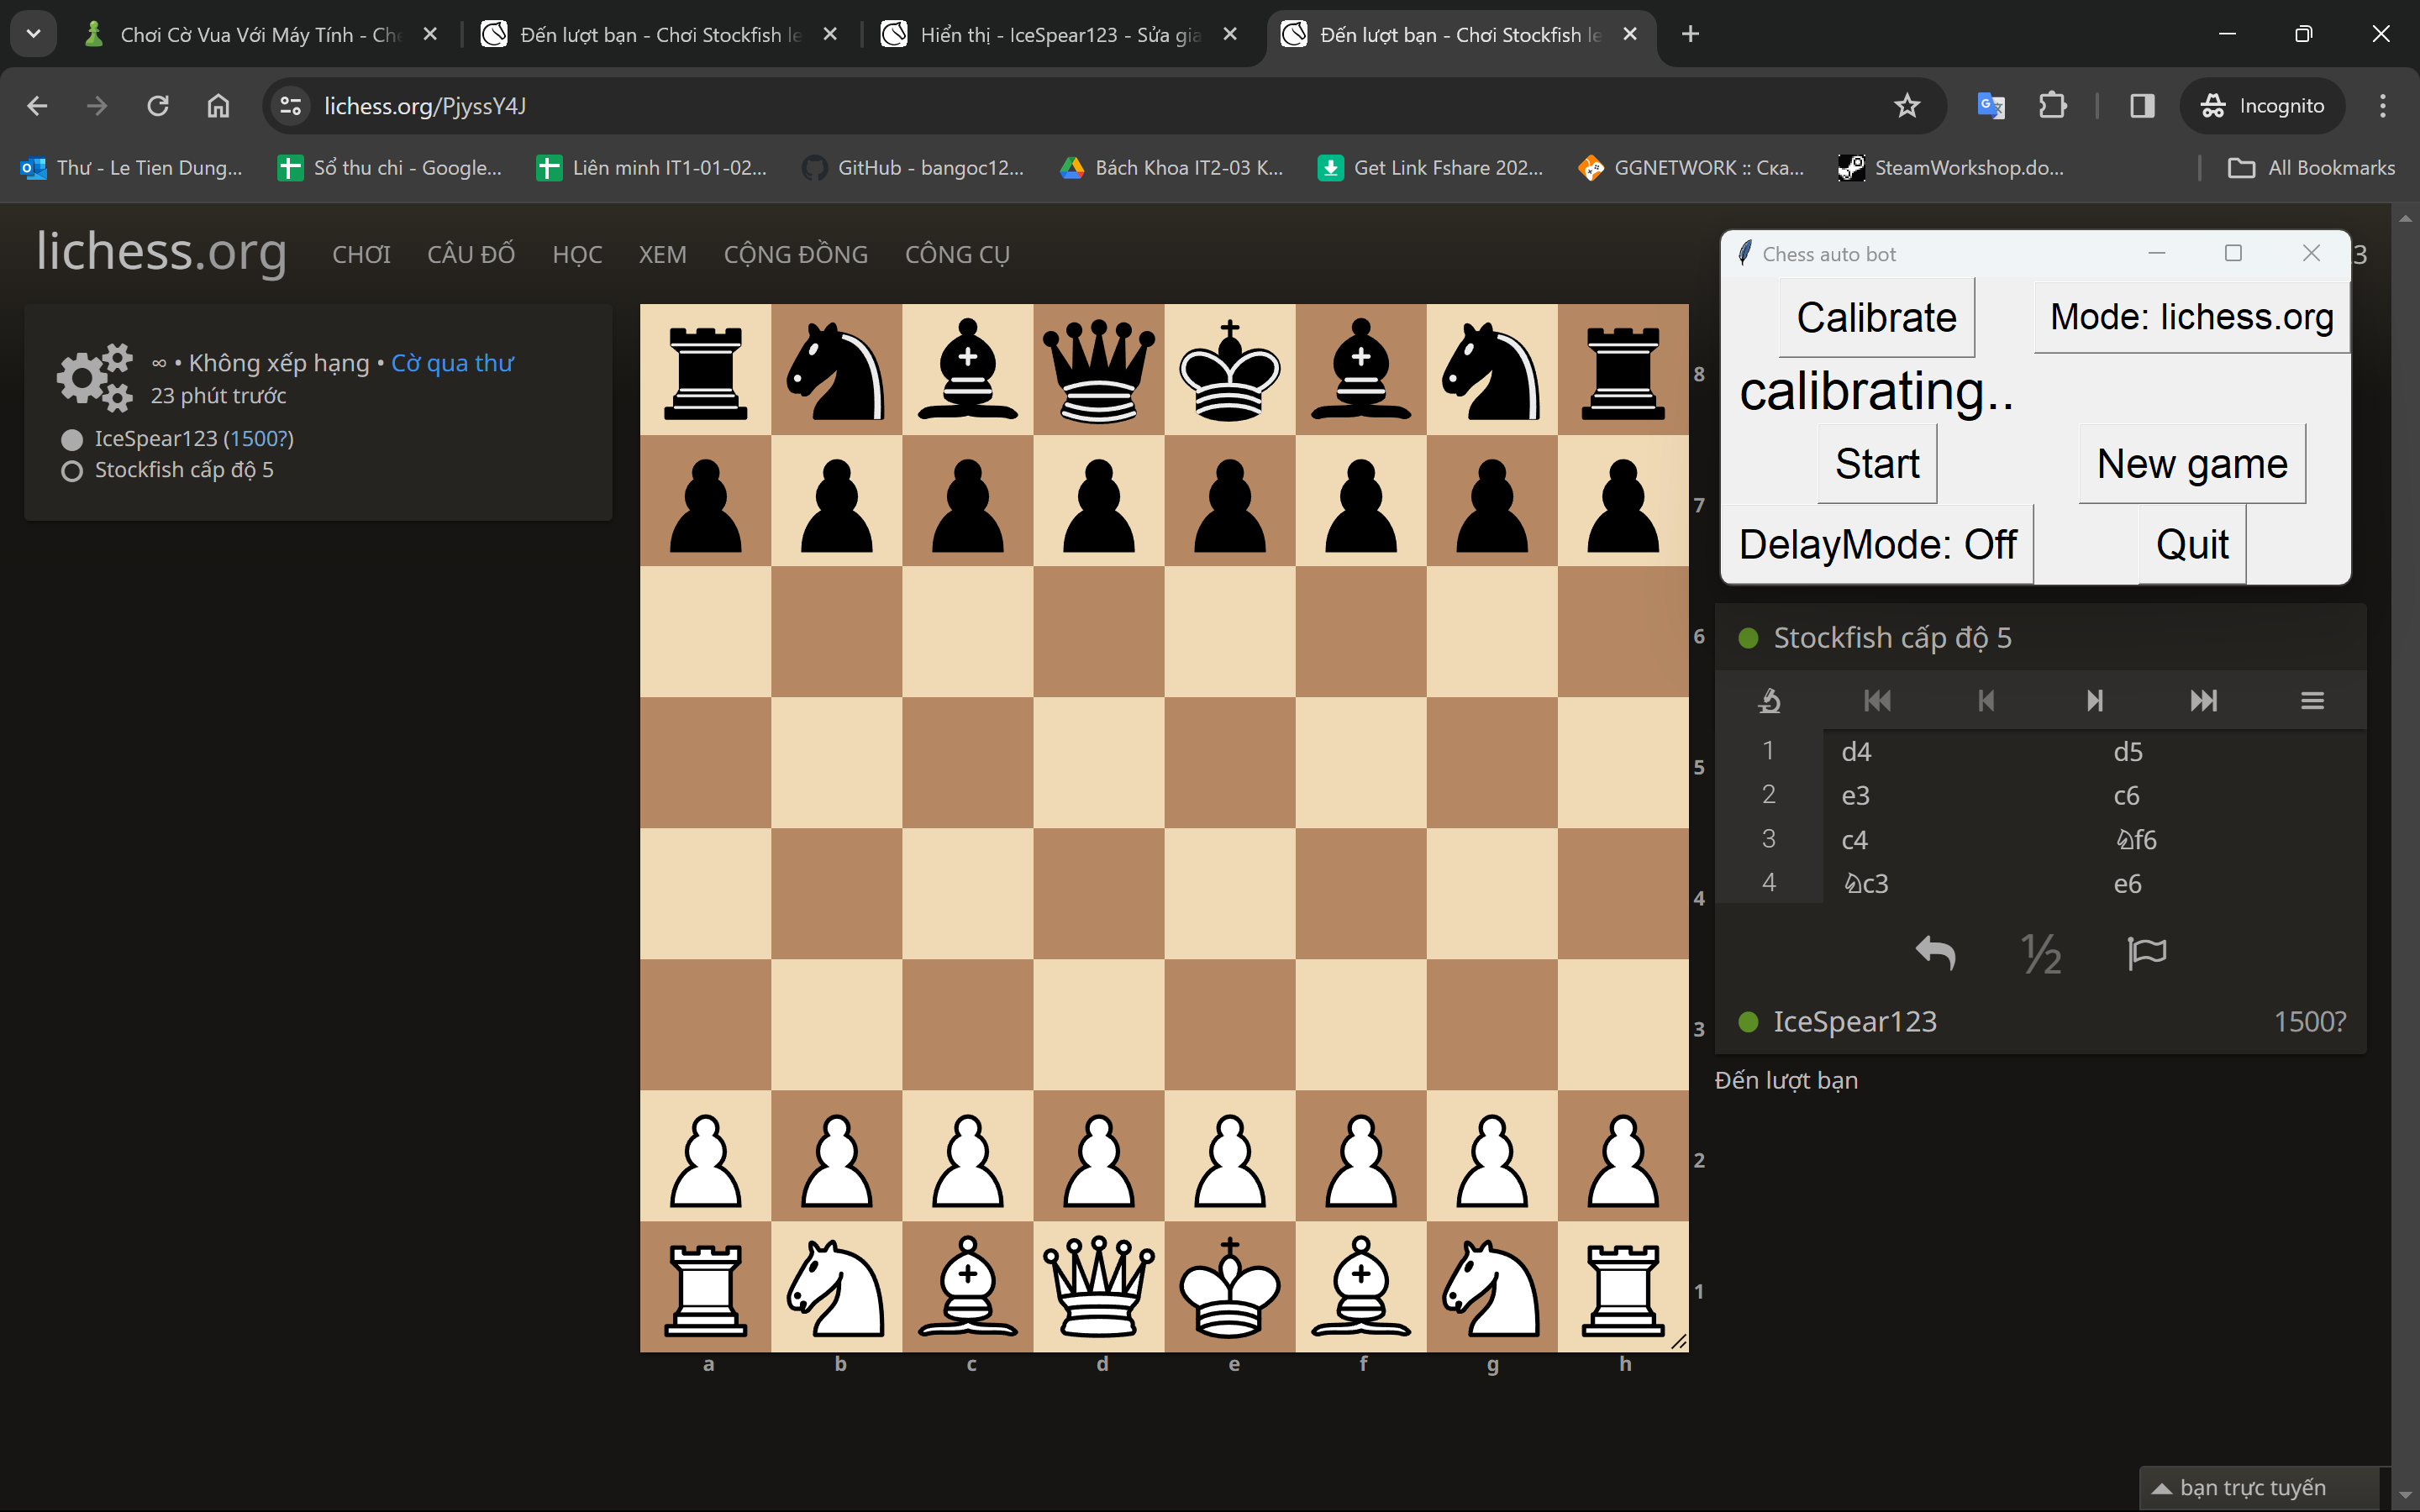 Chơi Cờ Vua Với Máy Tính - Che
Đến lượt bạn - Chơi Stockfish le
Hiển thị - IceSpear123 - Sửa gia
Đến lượt bạn - Chơi Stockfish le
lichess.org/PjyssY4J
Incognito
Thư - Le Tien Dung...
Sổ thu chi - Google...
Liên minh IT1-01-02...
GitHub - bangoc12...
Bách Khoa IT2-03 K...
Get Link Fshare 202...
GGNETWORK :: Ска...
SteamWorkshop.do...
All Bookmarks
lichess.org
CHƠI
CÂU ĐỐ
HỌC
XEM
CỘNG ĐỒNG
CÔNG CỤ
3
∞ • Không xếp hạng • Cờ qua thư
23 phút trước
IceSpear123 (1500?)
Stockfish cấp độ 5
8
7
6
5
4
3
2
1
a b c d e f g h
Chess auto bot
Calibrate
Mode: lichess.org
calibrating..
Start
New game
DelayMode: Off
Quit
Stockfish cấp độ 5
1 d4 d5
2 e3 c6
3 c4 ♘f6
4 ♘c3 e6
½
IceSpear123 1500?
Đến lượt bạn
bạn trực tuyến